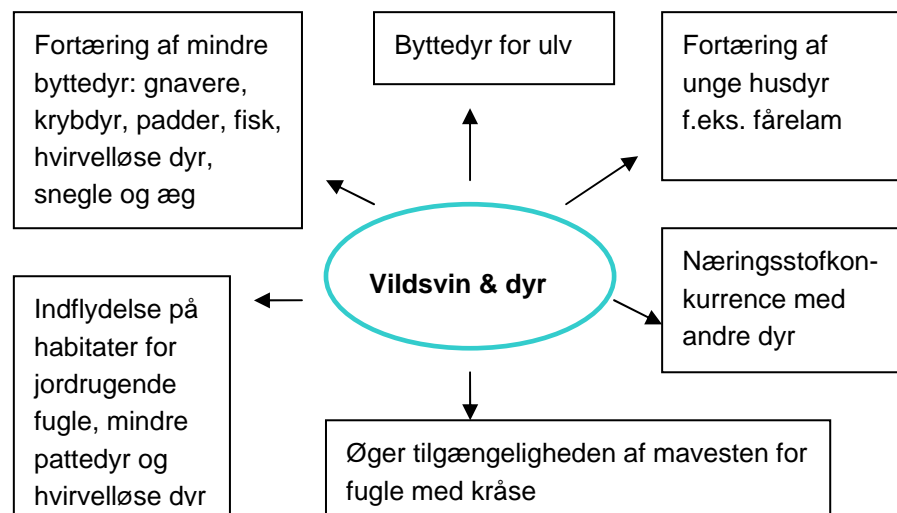 Fortæring af mindre
byttedyr: gnavere,
krybdyr, padder, fisk,
hvirvelløse dyr,
snegle og æg
Byttedyr for ulv
Fortæring af
unge husdyr
f.eks. fårelam
Vildsvin & dyr
Næringsstofkon-
kurrence med
andre dyr
Indflydelse på
habitater for
jordrugende
fugle, mindre
pattedyr og
hvirvelløse dyr
Øger tilgængeligheden af mavesten for
fugle med kråse